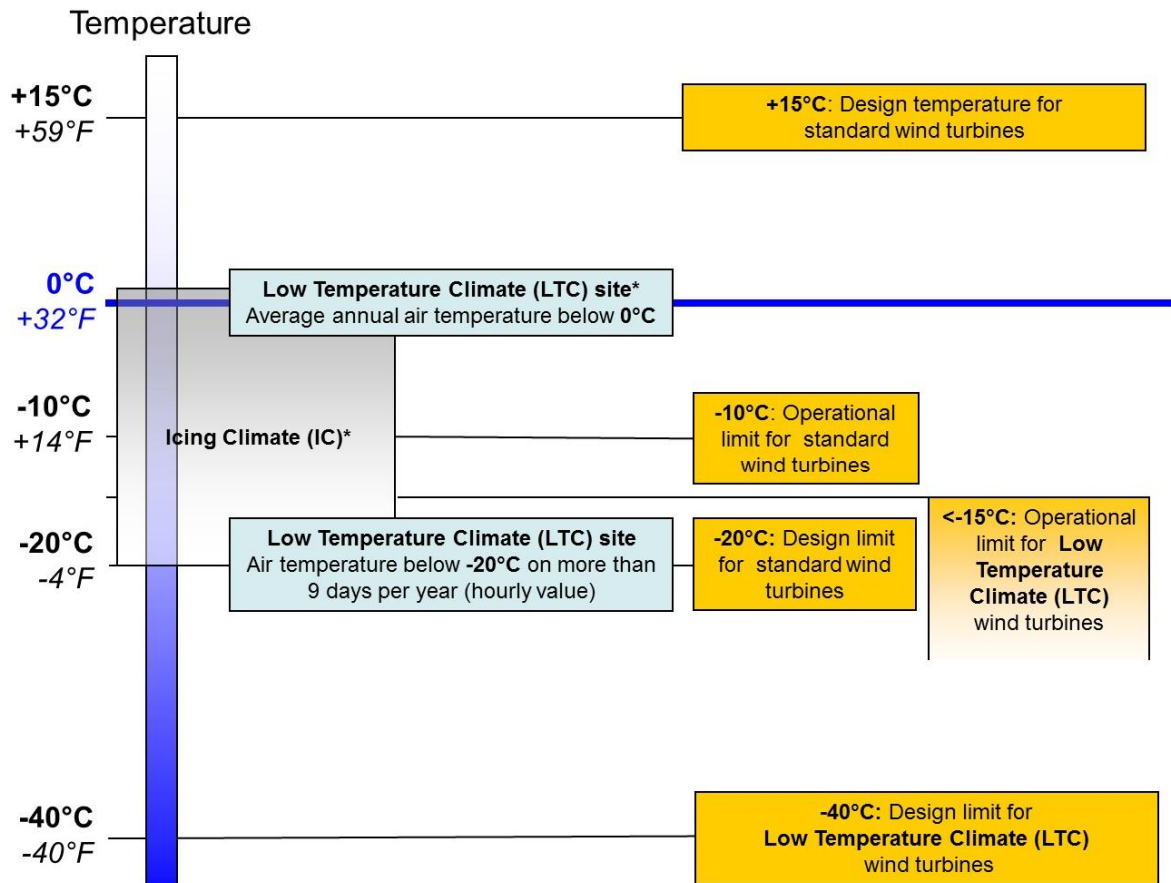 Temperature
+15°C
+59°F
+15°C: Design temperature for
standard wind turbines
0°C
+32°F
Low Temperature Climate (LTC) site*
Average annual air temperature below 0°C
-10°C
+14°F
Icing Climate (IC)*
-10°C: Operational
limit for standard
wind turbines
-20°C
-4°F
Low Temperature Climate (LTC) site
Air temperature below -20°C on more than
9 days per year (hourly value)
-20°C: Design limit
for standard wind
turbines
<-15°C: Operational
limit for Low
Temperature
Climate (LTC)
wind turbines
-40°C
-40°F
-40°C: Design limit for
Low Temperature Climate (LTC)
wind turbines